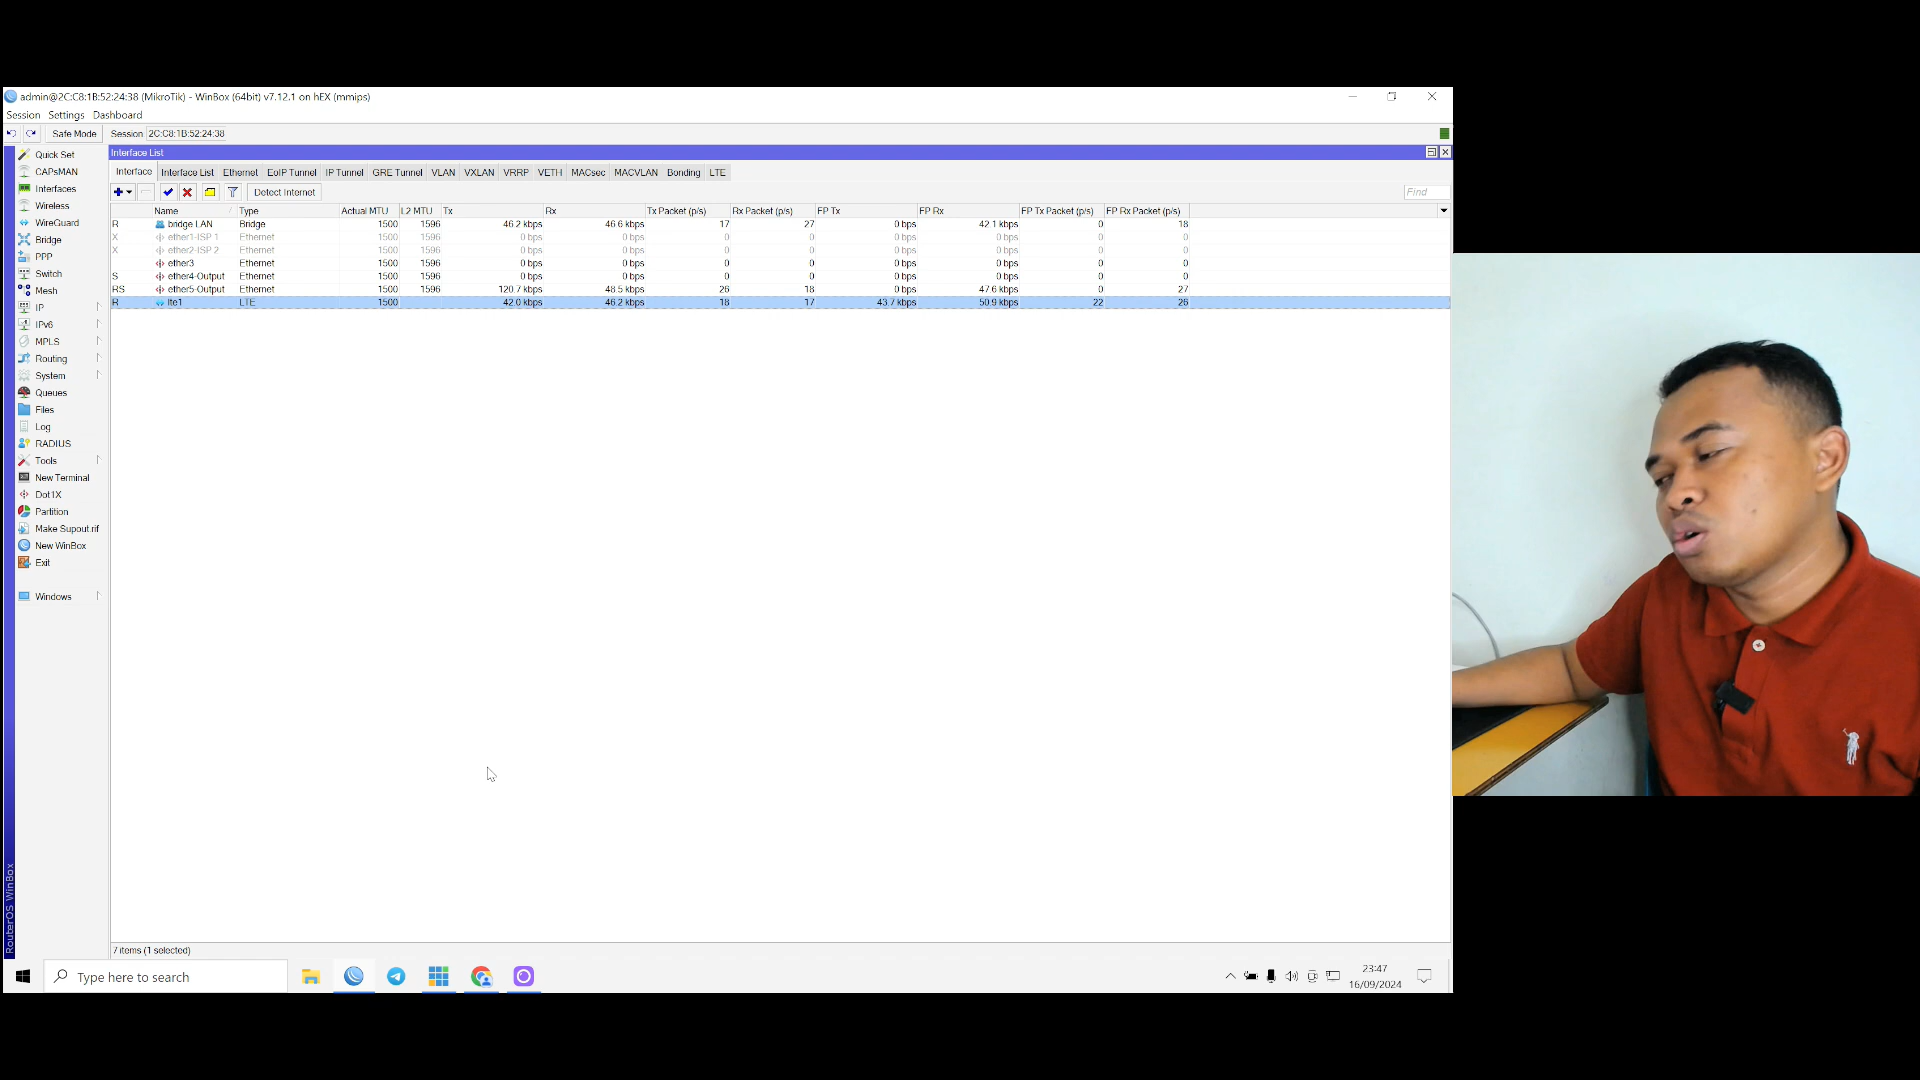 admin@2C:C8:1B:52:24:38 (MikroTik) - WinBox (64bit) v7.12.1 on hEX (mmips)
Session Settings Dashboard
Safe Mode Session 2C:C8:1B:52:24:38
Interface List
Interface Interface List Ethernet EoIP Tunnel IP Tunnel GRE Tunnel VLAN VXLAN VRRP VETH MACsec MACVLAN Bonding LTE
Detect Internet Find
Name Type Actual MTU L2 MTU Tx Rx Tx Packet (p/s) Rx Packet (p/s) FP Tx FP Rx FP Tx Packet (p/s) FP Rx Packet (p/s)
R bridge LAN Bridge 1500 1596 46.2 kbps 46.6 kbps 17 27 0 bps 42.1 kbps 0 18
X ether1-ISP 1 Ethernet 1500 1596 0 bps 0 bps 0 0 0 bps 0 bps 0 0
X ether2-ISP 2 Ethernet 1500 1596 0 bps 0 bps 0 0 0 bps 0 bps 0 0
ether3 Ethernet 1500 1596 0 bps 0 bps 0 0 0 bps 0 bps 0 0
S ether4-Output Ethernet 1500 1596 0 bps 0 bps 0 0 0 bps 0 bps 0 0
RS ether5-Output Ethernet 1500 1596 120.7 kbps 48.5 kbps 26 18 0 bps 47.6 kbps 0 27
R lte1 LTE 1500 42.0 kbps 46.2 kbps 18 17 43.7 kbps 50.9 kbps 22 26
Quick Set
CAPsMAN
Interfaces
Wireless
WireGuard
Bridge
PPP
Switch
Mesh
IP
IPv6
MPLS
Routing
System
Queues
Files
Log
RADIUS
Tools
New Terminal
Dot1X
Partition
Make Supout.rif
New WinBox
Exit
Windows
RouterOS WinBox
7 items (1 selected)
Type here to search
23:47
16/09/2024